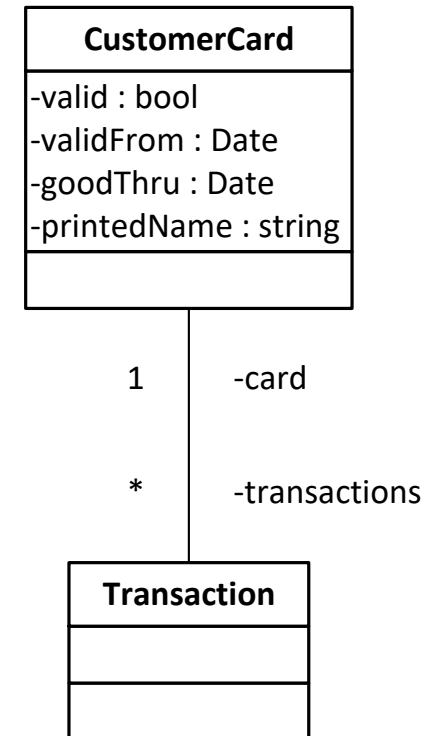 CustomerCard
-valid : bool
-validFrom : Date
-goodThru : Date
-printedName : string
1 -card
* -transactions
Transaction